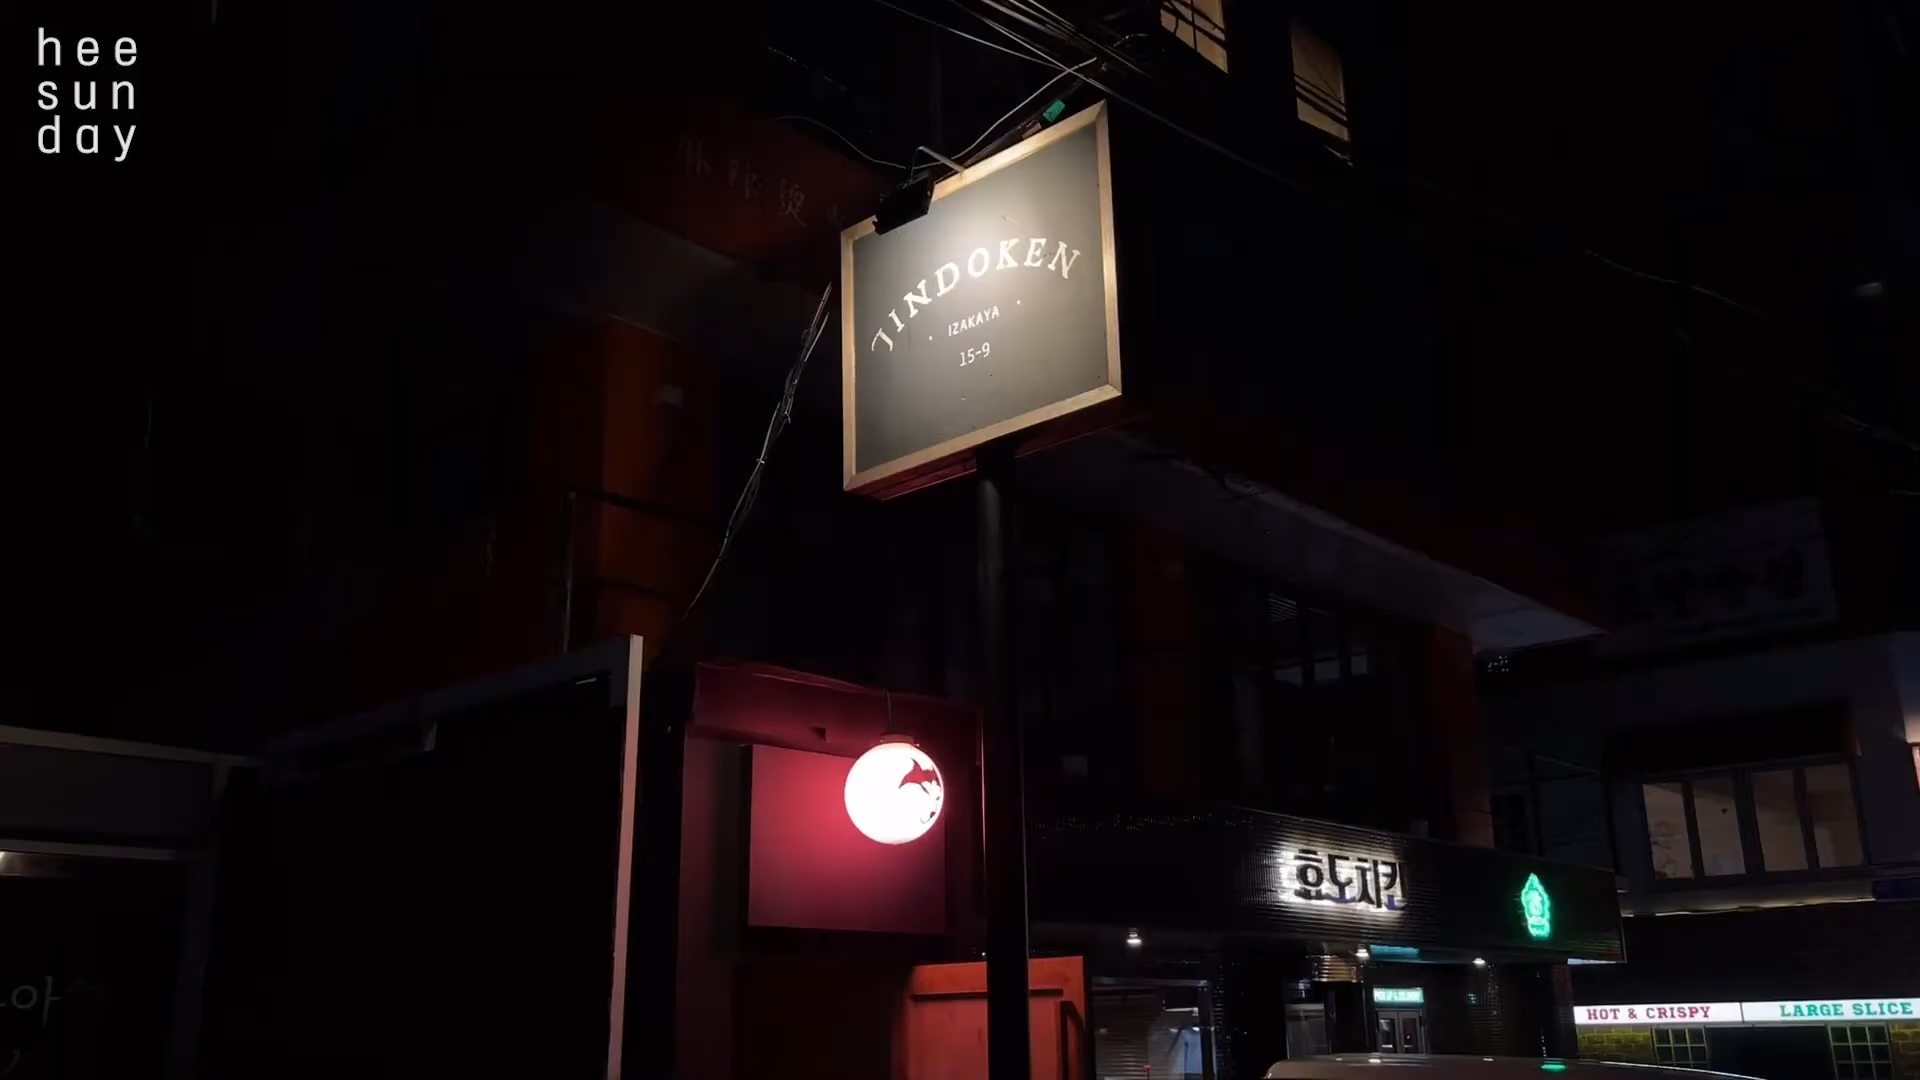 hee
sun
day
JINDOKEN
· IZAKAYA ·
15-9
효도치킨
HOT & CRISPY
LARGE SLICE